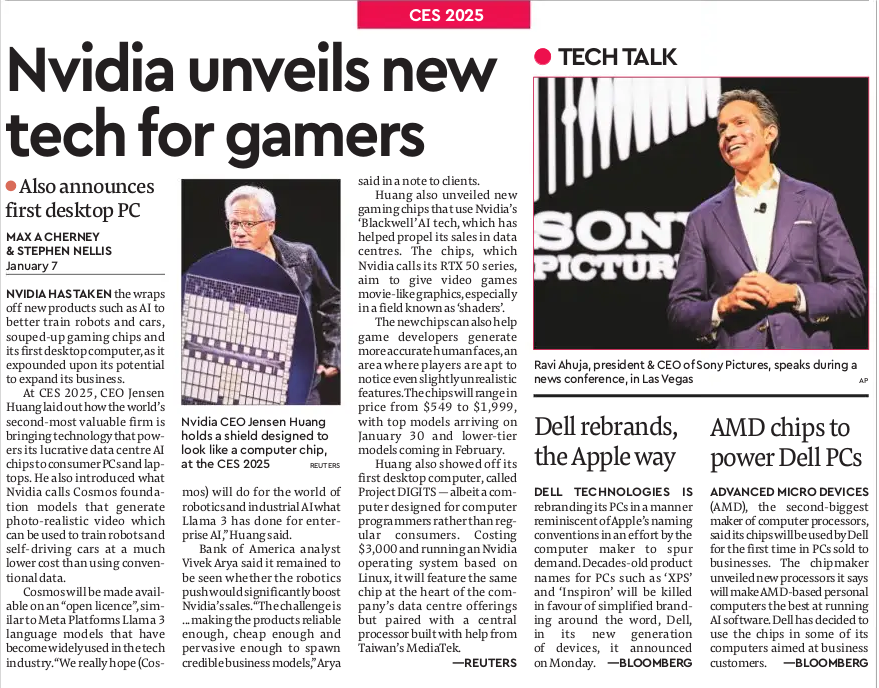 CES 2025
Nvidia unveils new
tech for gamers
Also announces
first desktop PC
MAX A CHERNEY
& STEPHEN NELLIS
January 7
NVIDIA HAS TAKEN the wraps
off new products such as AI to
better train robots and cars,
souped-up gaming chips and
its first desktop computer, as it
expounded upon its potential
to expand its business.
At CES 2025, CEO Jensen
Huang laid out how the world's
second-most valuable firm is
bringing technology that pow-
ers its lucrative data centre AI
chips to consumer PCs and lap-
tops. He also introduced what
Nvidia calls Cosmos founda-
tion models that generate
photo-realistic video which
can be used to train robots and
self-driving cars at a much
lower cost than using conven-
tional data.
Cosmos will be made avail-
able on an "open licence", sim-
ilar to Meta Platforms Llama 3
language models that have
become widely used in the tech
industry. "We really hope (Cos-
Nvidia CEO Jensen Huang
holds a shield designed to
look like a computer chip,
at the CES 2025
REUTERS
mos) will do for the world of
robotics and industrial AI what
Llama 3 has done for enter-
prise AI," Huang said.
Bank of America analyst
Vivek Arya said it remained to
be seen whether the robotics
push would significantly boost
Nvidia's sales. "The challenge is
... making the products reliable
enough, cheap enough and
pervasive enough to spawn
credible business models," Arya
said in a note to clients.
Huang also unveiled new
gaming chips that use Nvidia's
'Blackwell' AI tech, which has
helped propel its sales in data
centres. The chips, which
Nvidia calls its RTX 50 series,
aim to give video games
movie-like graphics, especially
in a field known as 'shaders'.
The new chips can also help
game developers generate
more accurate human faces, an
area where players are apt to
notice even slightly unrealistic
features. The chips will range in
price from $549 to $1,999,
with top models arriving on
January 30 and lower-tier
models coming in February.
Huang also showed off its
first desktop computer, called
Project DIGITS — albeit a com-
puter designed for computer
programmers rather than reg-
ular consumers. Costing
$3,000 and running an Nvidia
operating system based on
Linux, it will feature the same
chip at the heart of the com-
pany's data centre offerings
but paired with a central
processor built with help from
Taiwan's MediaTek.
—REUTERS
TECH TALK
SONY
PICTUR
Ravi Ahuja, president & CEO of Sony Pictures, speaks during a
news conference, in Las Vegas
AP
Dell rebrands,
the Apple way
DELL TECHNOLOGIES IS
rebranding its PCs in a manner
reminiscent of Apple's naming
conventions in an effort by the
computer maker to spur
demand. Decades-old product
names for PCs such as 'XPS'
and 'Inspiron' will be killed
in favour of simplified brand-
ing around the word, Dell,
in its new generation
of devices, it announced
on Monday. —BLOOMBERG
AMD chips to
power Dell PCs
ADVANCED MICRO DEVICES
(AMD), the second-biggest
maker of computer processors,
said its chips will be used by Dell
for the first time in PCs sold to
businesses. The chipmaker
unveiled new processors it says
will make AMD-based personal
computers the best at running
AI software. Dell has decided to
use the chips in some of its
computers aimed at business
customers. —BLOOMBERG